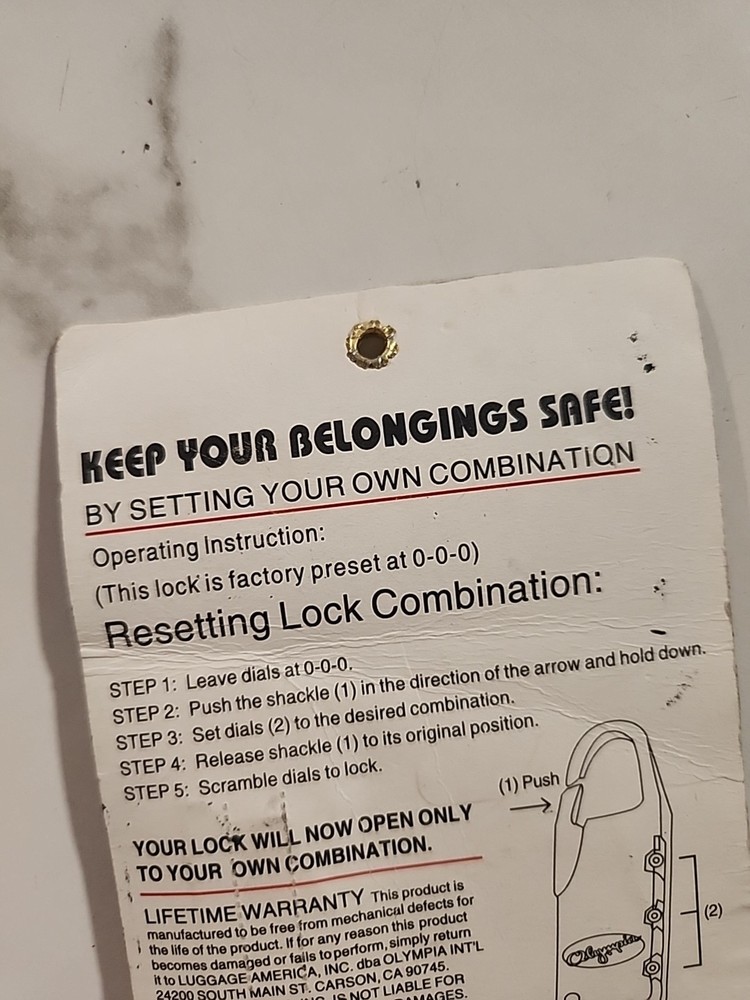 KEEP YOUR BELONGINGS SAFE!
BY SETTING YOUR OWN COMBINATION
Operating Instruction:
(This lock is factory preset at 0-0-0)
Resetting Lock Combination:
STEP 1: Leave dials at 0-0-0.
STEP 2: Push the shackle (1) in the direction of the arrow and hold down.
STEP 3: Set dials (2) to the desired combination.
STEP 4: Release shackle (1) to its original position.
STEP 5: Scramble dials to lock.
(1) Push
YOUR LOCK WILL NOW OPEN ONLY
TO YOUR OWN COMBINATION.
(2)
Olympia
LIFETIME WARRANTY This product is
manufactured to be free from mechanical defects for
the life of the product. If for any reason this product
becomes damaged or fails to perform, simply return
it to LUGGAGE AMERICA, INC. dba OLYMPIA INT'L
24200 SOUTH MAIN ST. CARSON, CA 90745.
IS NOT LIABLE FOR
DAMAGES.